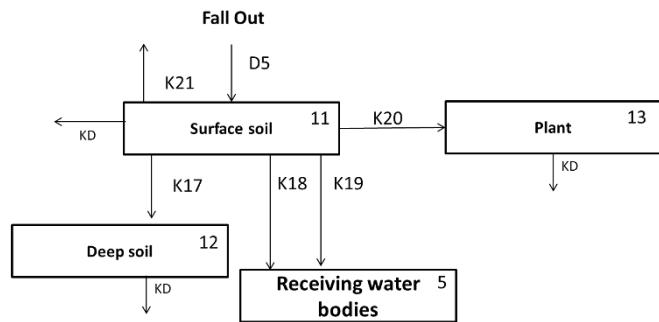 Fall Out
D5
K21
11
Surface soil
KD
K20
13
Plant
KD
K17
K18
K19
12
Deep soil
KD
5
Receiving water
bodies